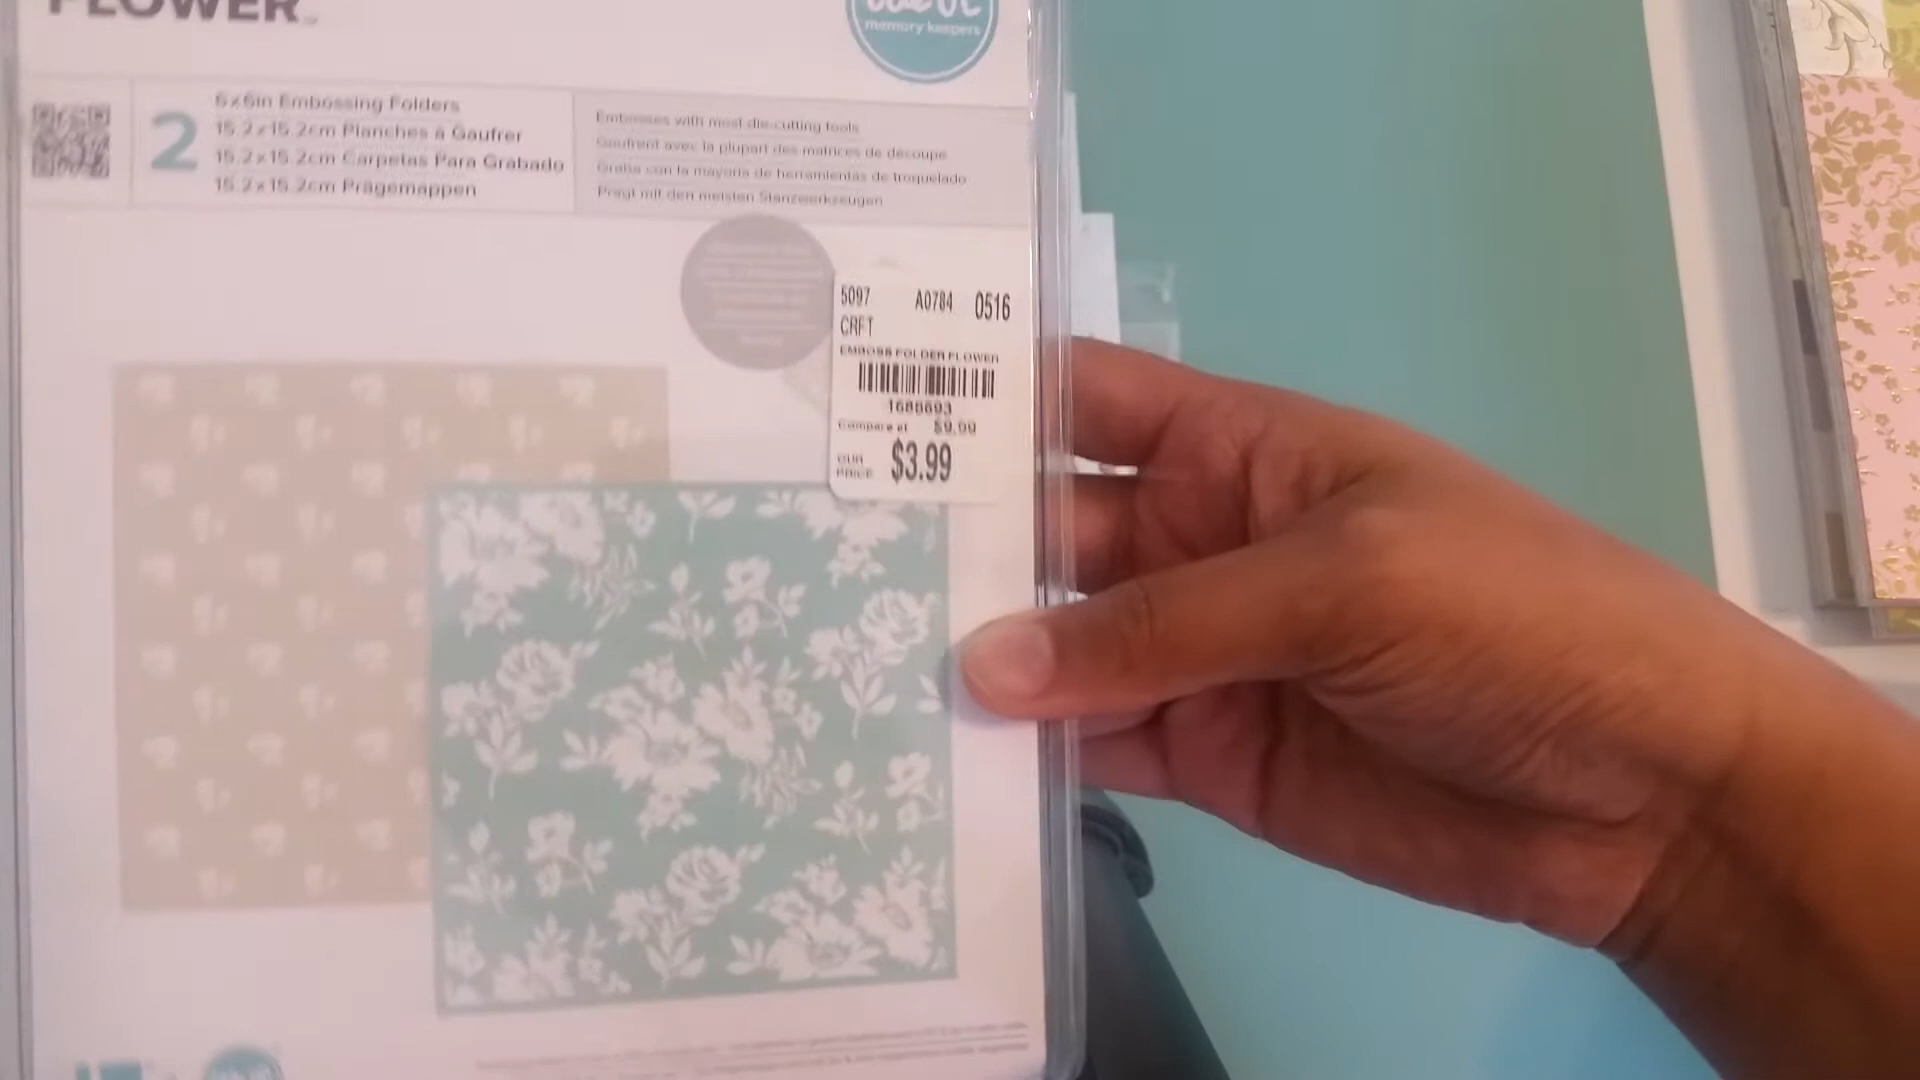 FLOWER
memory keepers
2
6x6in Embossing Folders
15.2x15.2cm Planches à Gaufrer
15.2x15.2cm Carpetas Para Grabado
15.2x15.2cm Prägemappen
Embosses with most die-cutting tools
Gaufrent avec la plupart des matrices de découpe
Graba con la mayoría de herramientas de troquelado
Prägt mit den meisten Stanzwerkzeugen
5097 A0784 0516
CRFT
EMBOSS FOLDER FLOWER
1686693
Compare at $9.99
OUR PRICE $3.99